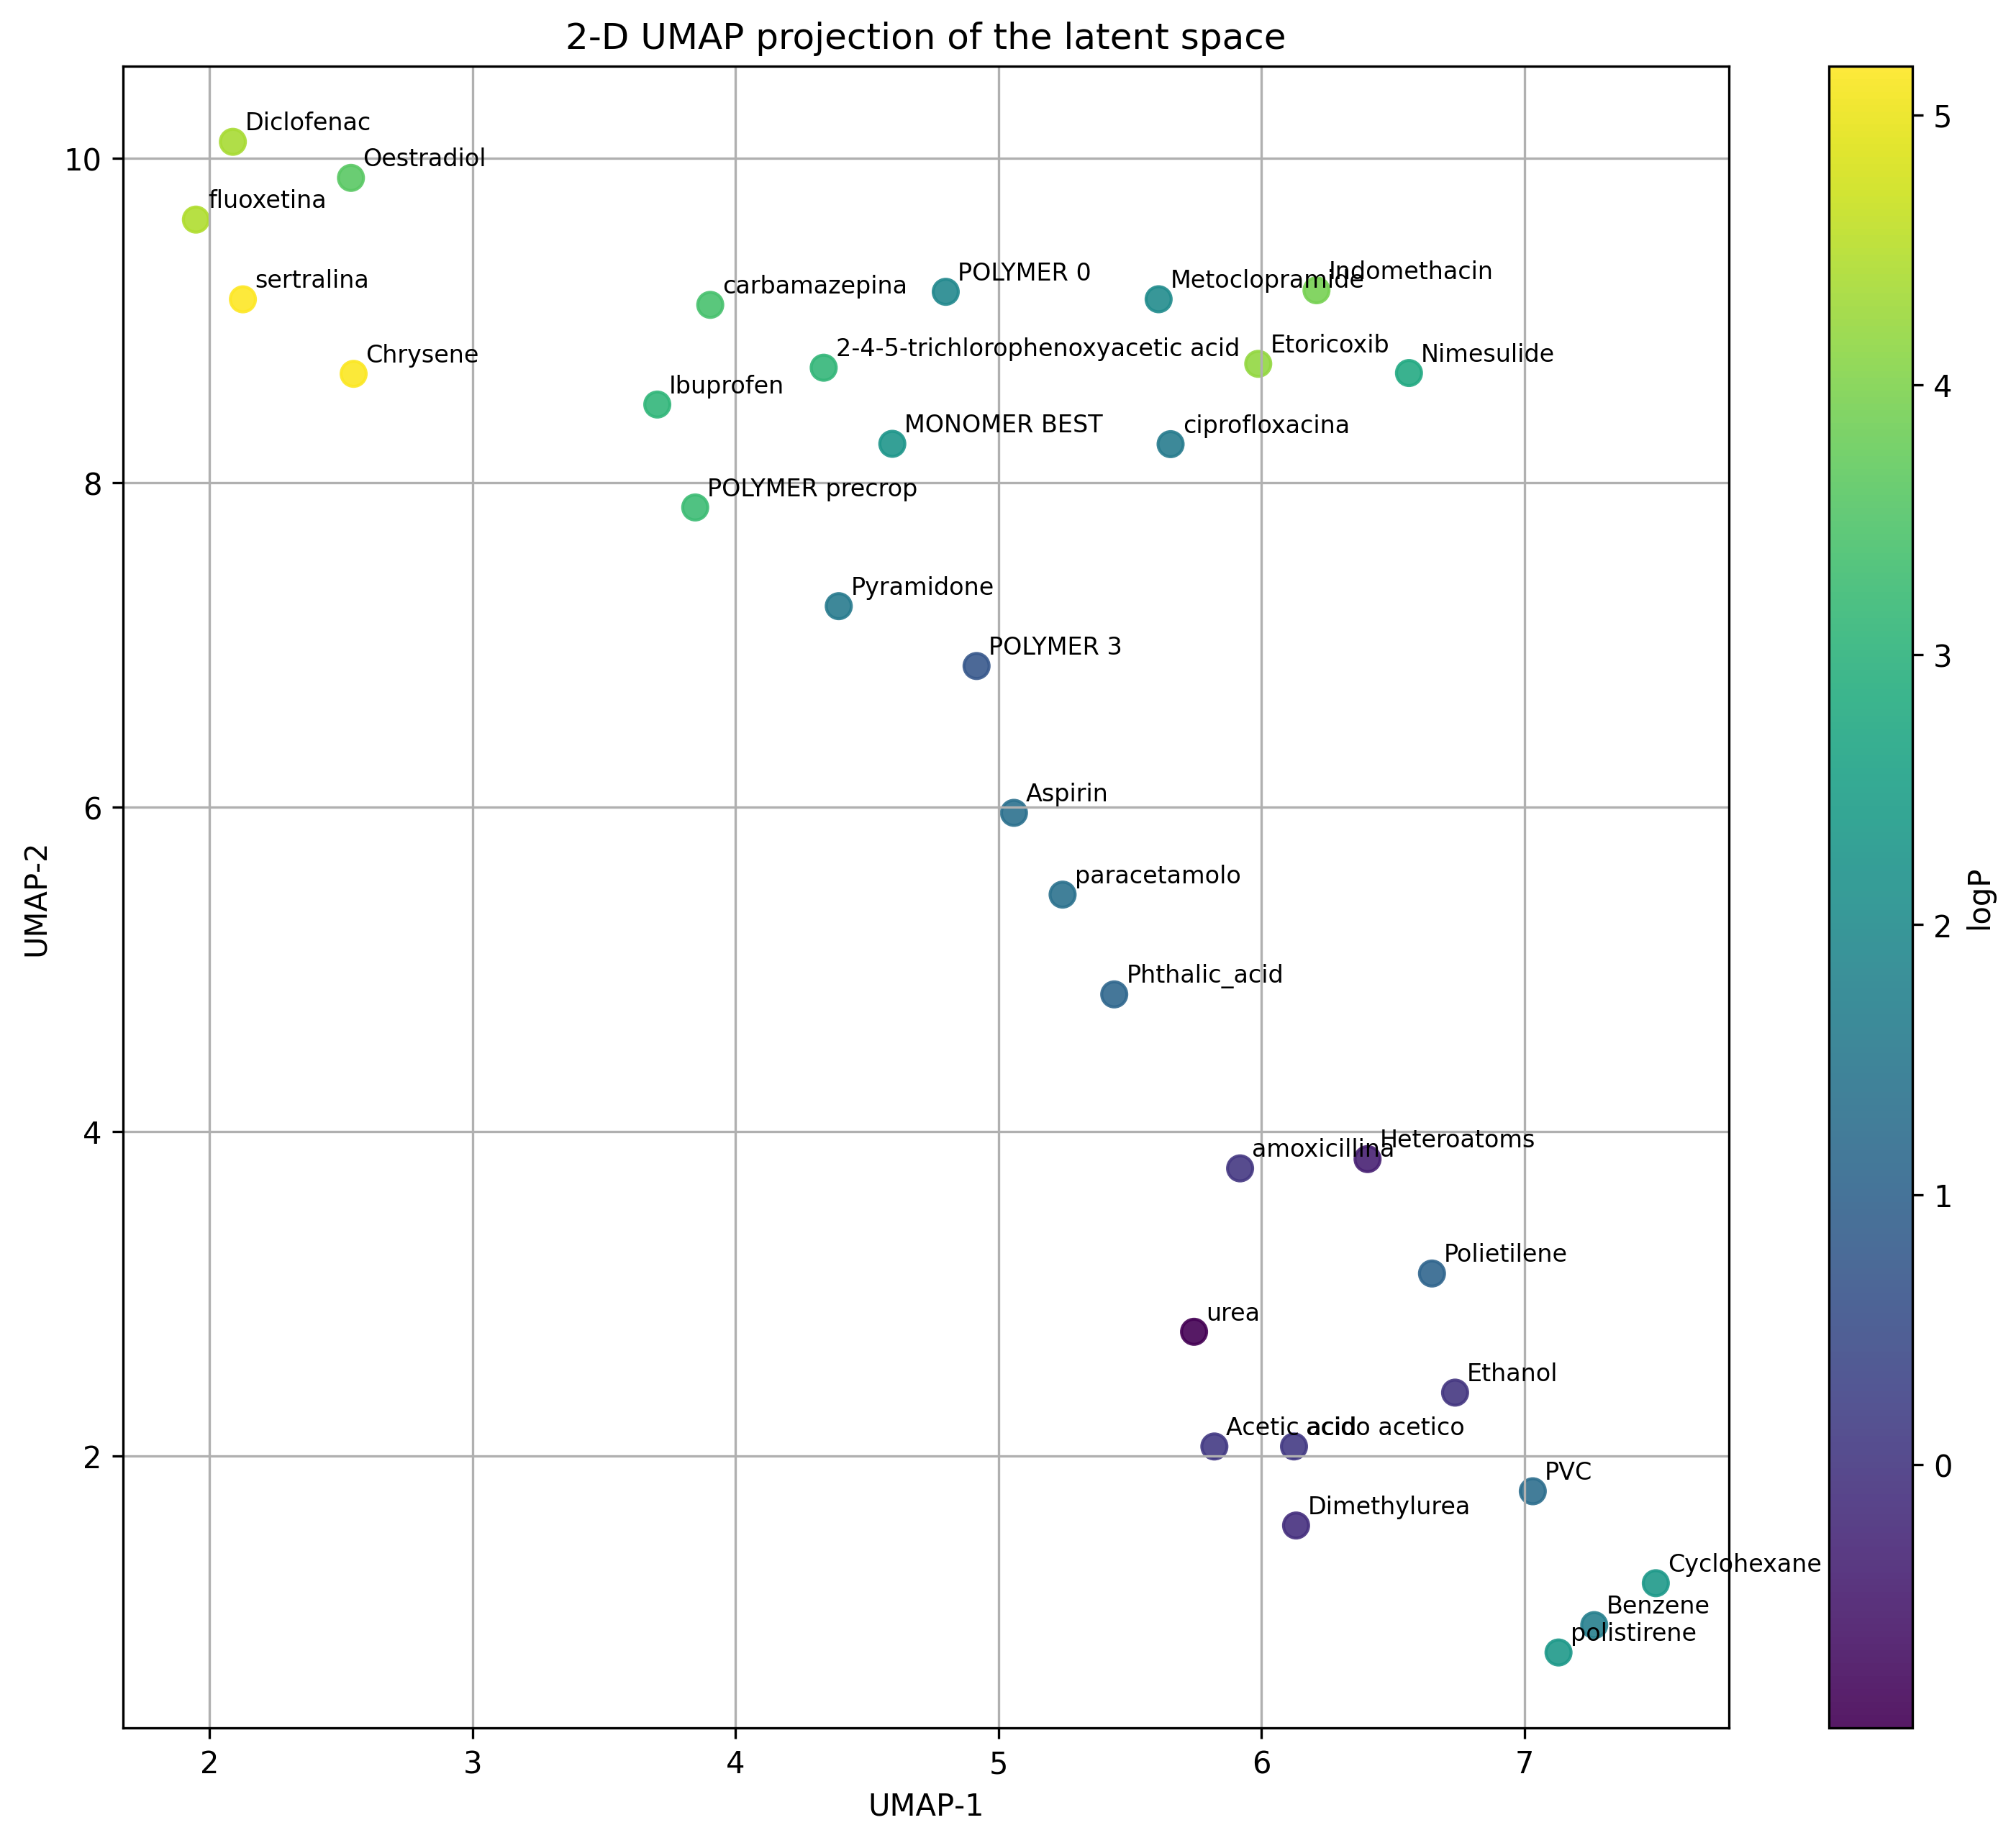 2-D UMAP projection of the latent space
Diclofenac
Oestradiol
fluoxetina
sertralina
carbamazepina
POLYMER 0
Metoclopramide
Indomethacin
Chrysene
2-4-5-trichlorophenoxyacetic acid
Etoricoxib
Nimesulide
Ibuprofen
MONOMER BEST
ciprofloxacina
POLYMER precrop
Pyramidone
POLYMER 3
Aspirin
paracetamolo
Phthalic_acid
amoxicillina
Heteroatoms
Polietilene
urea
Ethanol
Acetic acid
acido acetico
PVC
Dimethylurea
Cyclohexane
Benzene
polistirene
10
8
6
4
2
UMAP-2
2
3
4
5
6
7
UMAP-1
5
4
3
2
1
0
logP